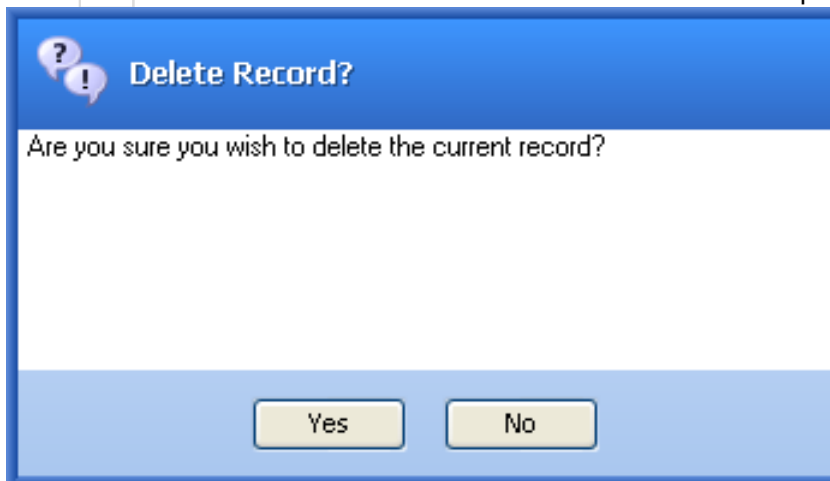 ?
!
Delete Record?
Are you sure you wish to delete the current record?
Yes
No